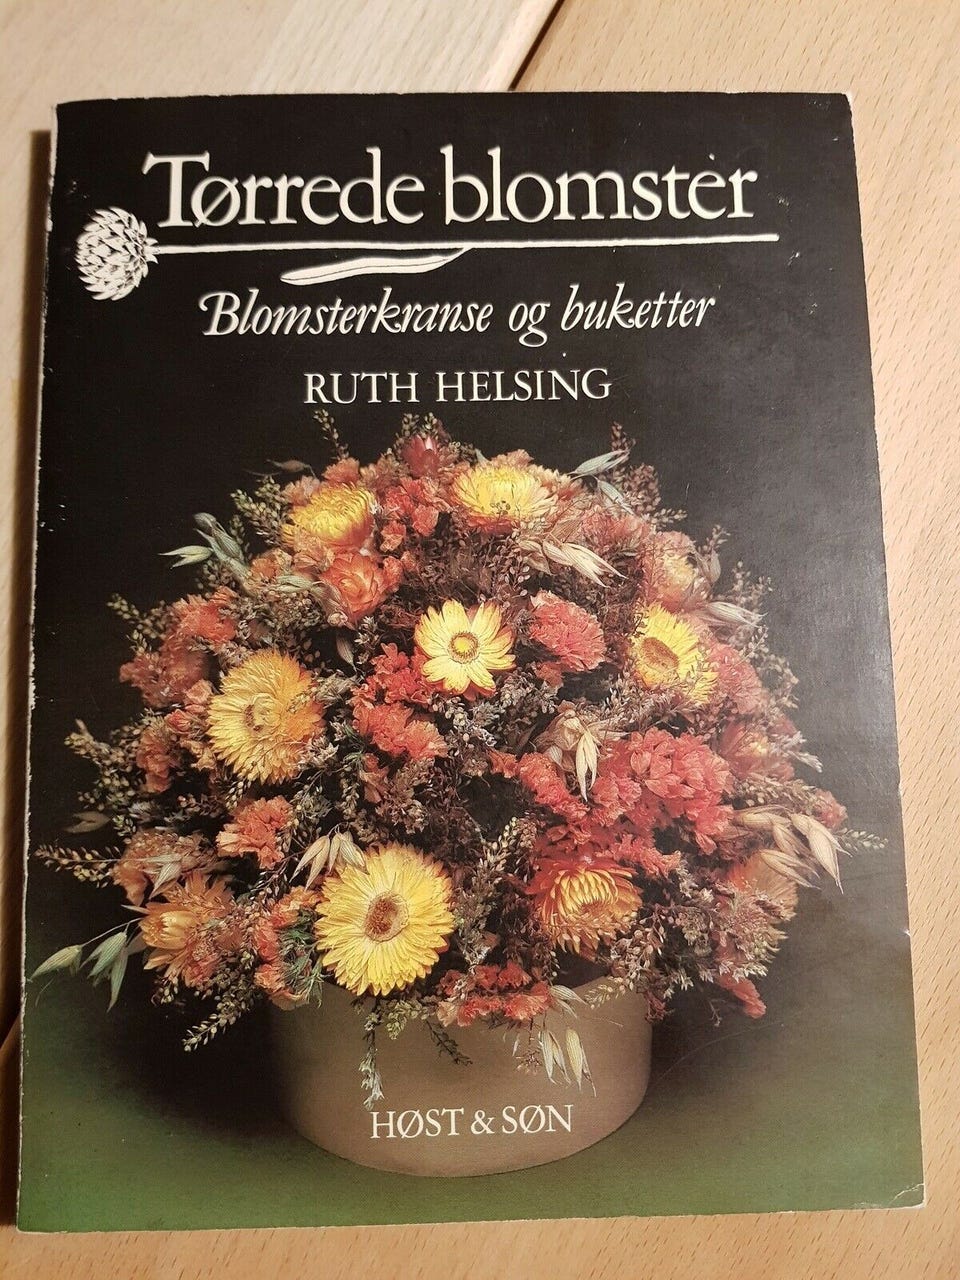 Tørrede blomster
Blomsterkranse og buketter
RUTH HELSING
HØST & SØN